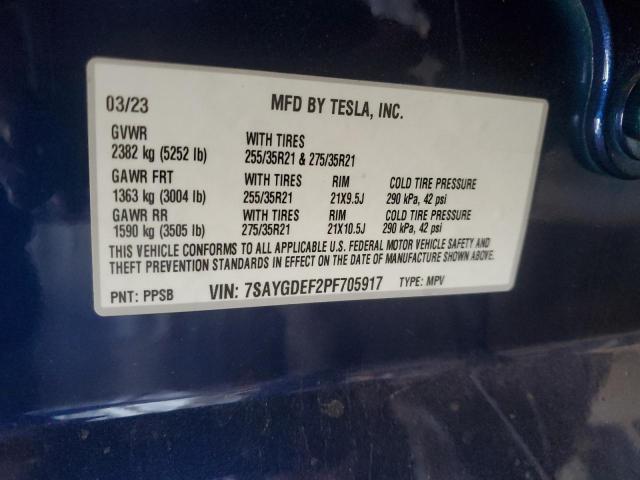 03/23 MFD BY TESLA, INC.
GVWR WITH TIRES
2382 kg (5252 lb) 255/35R21 & 275/35R21
GAWR FRT WITH TIRES RIM COLD TIRE PRESSURE
1363 kg (3004 lb) 255/35R21 21X9.5J 290 kPa, 42 psi
GAWR RR WITH TIRES RIM COLD TIRE PRESSURE
1590 kg (3505 lb) 275/35R21 21X10.5J 290 kPa, 42 psi
THIS VEHICLE CONFORMS TO ALL APPLICABLE U.S. FEDERAL MOTOR VEHICLE SAFETY AND
THEFT PREVENTION STANDARDS IN EFFECT ON THE DATE OF MANUFACTURE SHOWN ABOVE.
PNT: PPSB VIN: 7SAYGDEF2PF705917 TYPE: MPV